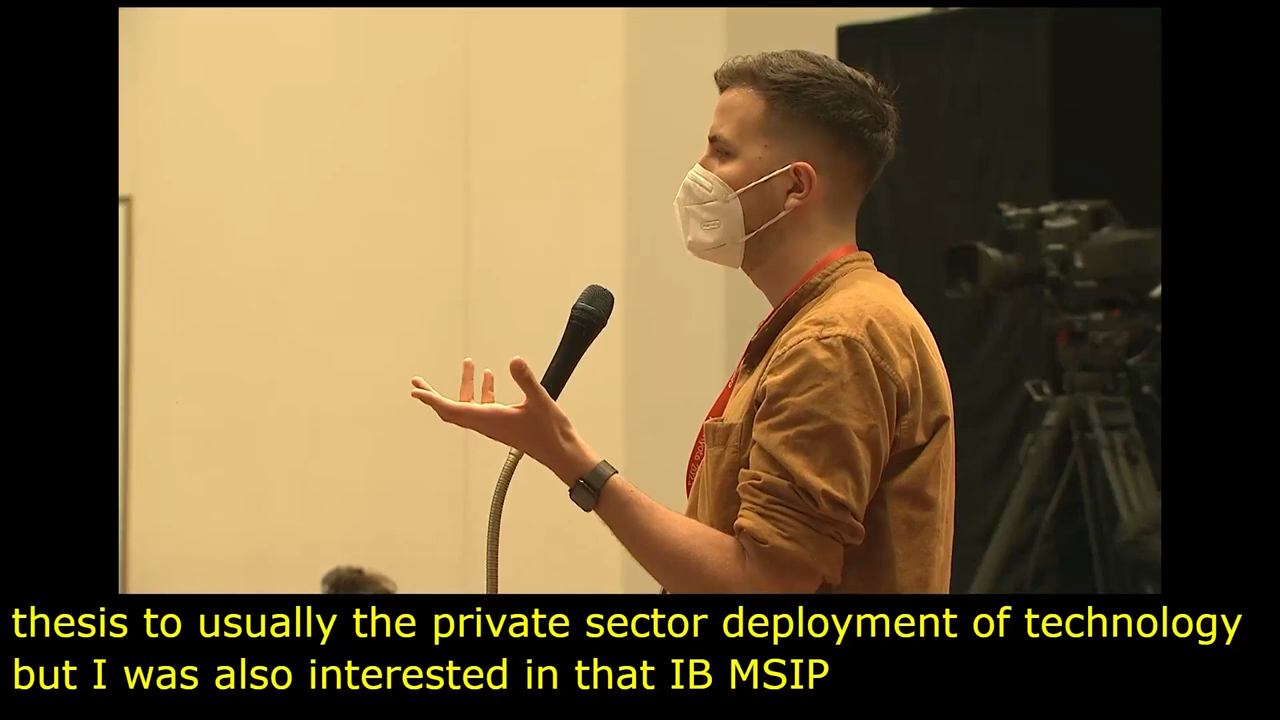 thesis to usually the private sector deployment of technology
but I was also interested in that IB MSIP